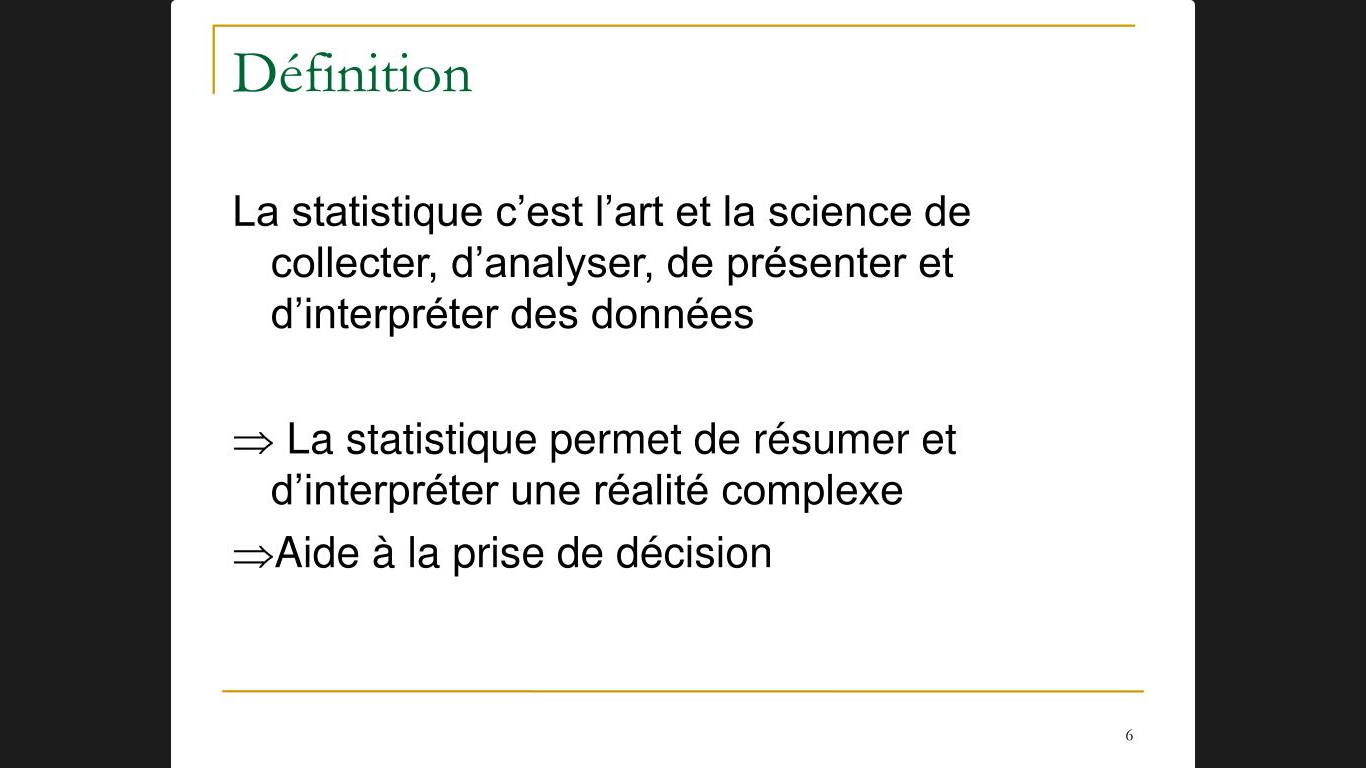 Définition
La statistique c’est l’art et la science de
collecter, d’analyser, de présenter et
d’interpréter des données
⇒ La statistique permet de résumer et
d’interpréter une réalité complexe
⇒Aide à la prise de décision
6